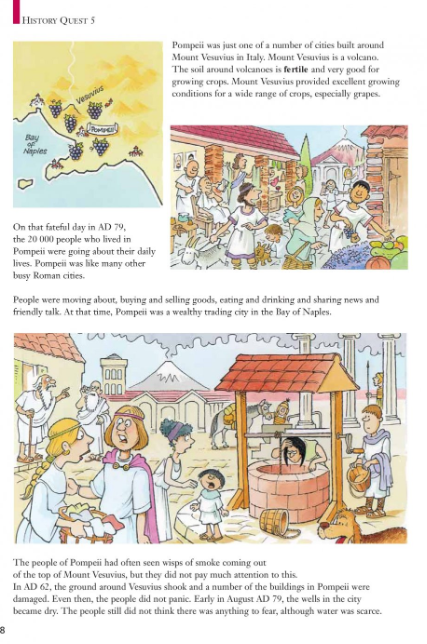 HISTORY QUEST 5
Pompeii was just one of a number of cities built around
Mount Vesuvius in Italy. Mount Vesuvius is a volcano.
The soil around volcanoes is fertile and very good for
growing crops. Mount Vesuvius provided excellent growing
conditions for a wide range of crops, especially grapes.
Vesuvius
POMPEII
Bay
of
Naples
On that fateful day in AD 79,
the 20 000 people who lived in
Pompeii were going about their daily
lives. Pompeii was like many other
busy Roman cities.
People were moving about, buying and selling goods, eating and drinking and sharing news and
friendly talk. At that time, Pompeii was a wealthy trading city in the Bay of Naples.
The people of Pompeii had often seen wisps of smoke coming out
of the top of Mount Vesuvius, but they did not pay much attention to this.
In AD 62, the ground around Vesuvius shook and a number of the buildings in Pompeii were
damaged. Even then, the people did not panic. Early in August AD 79, the wells in the city
became dry. The people still did not think there was anything to fear, although water was scarce.
8